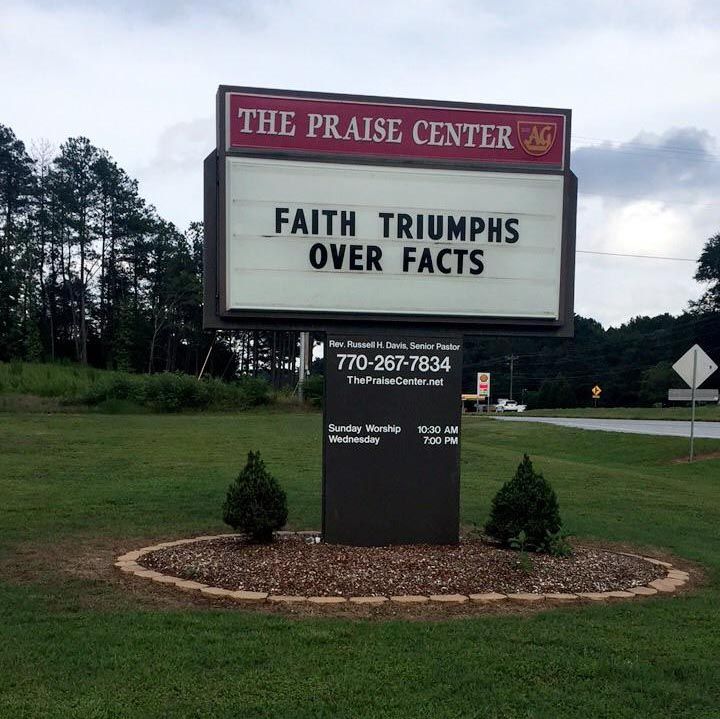 THE PRAISE CENTER AG
FAITH TRIUMPHS
OVER FACTS
Rev. Russell H. Davis, Senior Pastor
770-267-7834
ThePraiseCenter.net
Sunday Worship 10:30 AM
Wednesday 7:00 PM